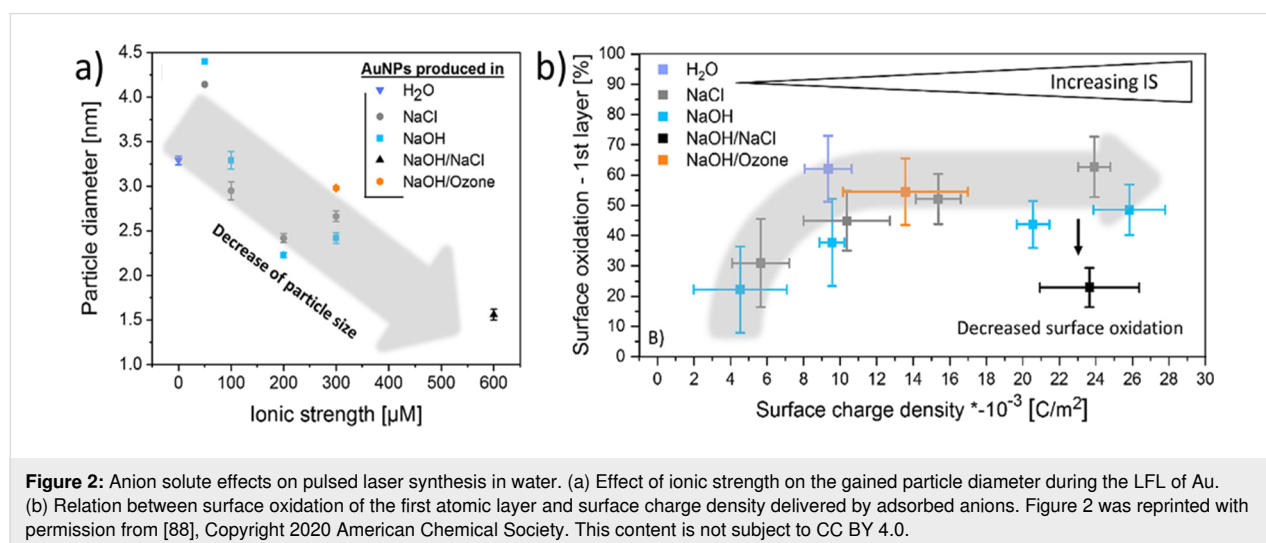 a)
4.5
4.0
3.5
3.0
2.5
2.0
1.5
1.0
Particle diameter [nm]
AuNPs produced in
H₂O
NaCl
NaOH
NaOH/NaCl
NaOH/Ozone
Decrease of particle size
0 100 200 300 400 500 600
Ionic strength [µM]
b)
100
90
80
70
60
50
40
30
20
10
0
Surface oxidation - 1st layer [%]
H₂O
NaCl
NaOH
NaOH/NaCl
NaOH/Ozone
Increasing IS
Decreased surface oxidation
B)
0 2 4 6 8 10 12 14 16 18 20 22 24 26 28 30
Surface charge density *-10⁻³ [C/m²]
Figure 2: Anion solute effects on pulsed laser synthesis in water. (a) Effect of ionic strength on the gained particle diameter during the LFL of Au.
(b) Relation between surface oxidation of the first atomic layer and surface charge density delivered by adsorbed anions. Figure 2 was reprinted with
permission from [88], Copyright 2020 American Chemical Society. This content is not subject to CC BY 4.0.